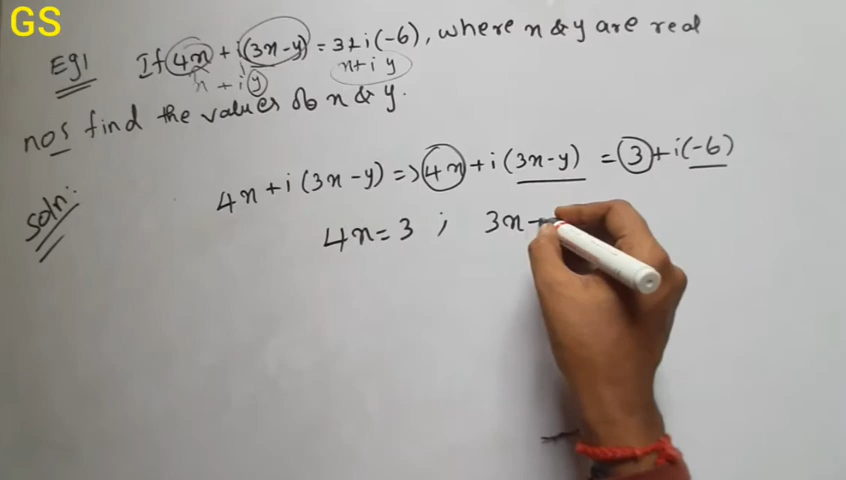 GS
Eg1 If 4x + i(3x-y) = 3+i(-6), where x & y are real
x + i y x+i y
nos find the values of x & y.
Soln: 4x + i (3x-y) => 4x + i (3x-y) = 3 + i(-6)
4x = 3 ; 3x-